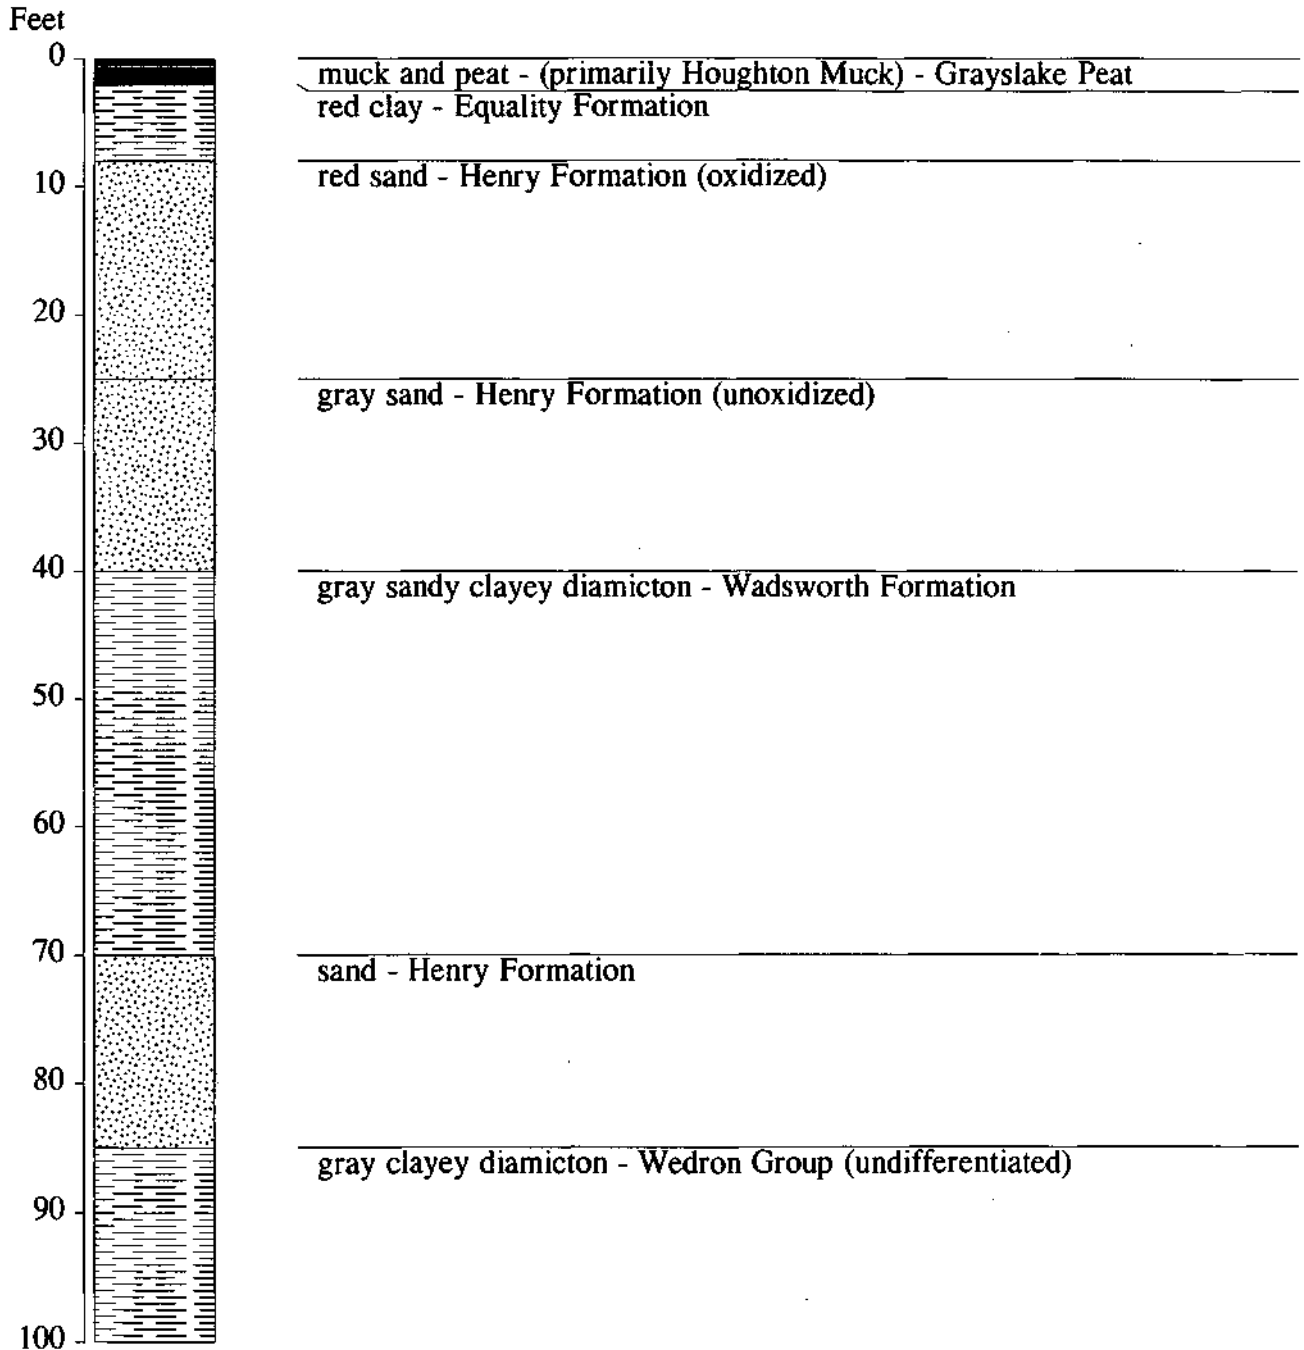 Feet
0
muck and peat - (primarily Houghton Muck) - Grayslake Peat
red clay - Equality Formation
red sand - Henry Formation (oxidized)
10
20
gray sand - Henry Formation (unoxidized)
30
40
gray sandy clayey diamicton - Wadsworth Formation
50
60
70
sand - Henry Formation
80
gray clayey diamicton - Wedron Group (undifferentiated)
90
100